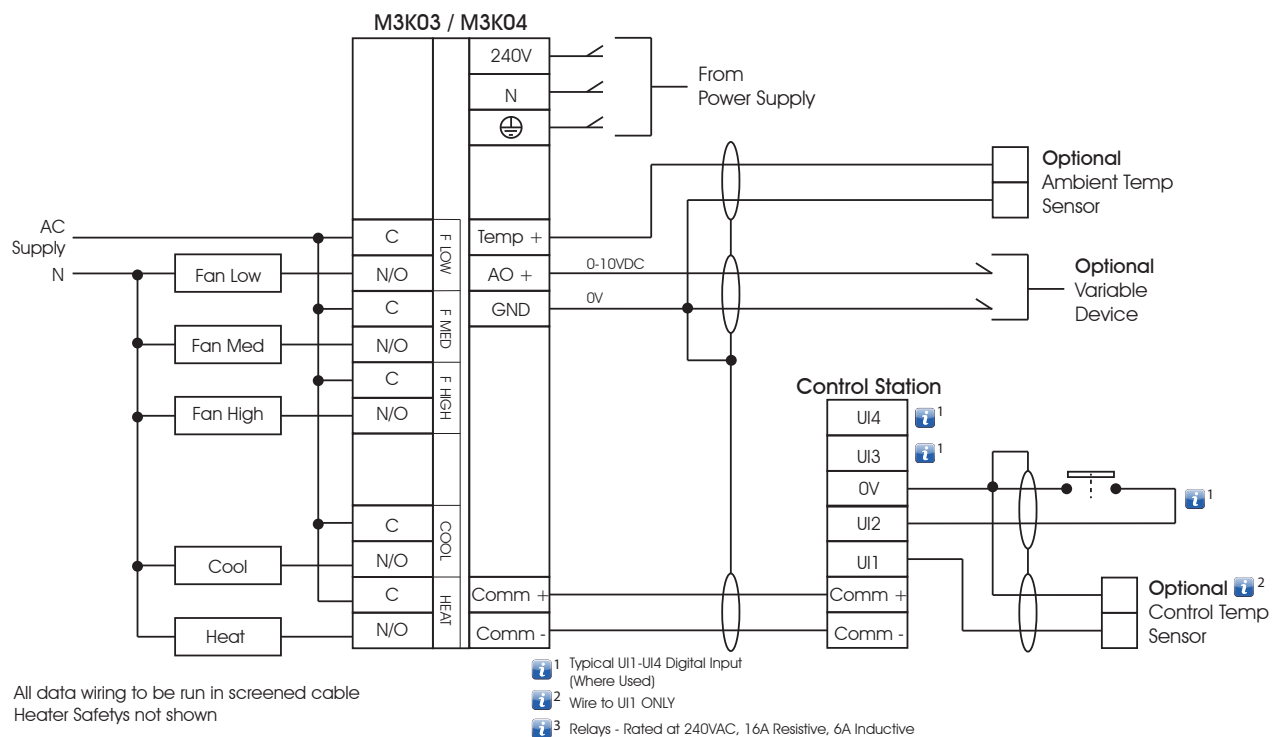 M3K03 / M3K04
240V
N
From
Power Supply
AC
Supply
N
Fan Low
Fan Med
Fan High
Cool
Heat
C
N/O
F LOW
C
N/O
F MED
C
N/O
F HIGH
C
N/O
COOL
C
N/O
HEAT
Temp +
AO +
GND
Comm +
Comm -
0-10VDC
0V
Optional
Ambient Temp
Sensor
Optional
Variable
Device
Control Station
UI4
i 1
UI3
i 1
0V
UI2
UI1
Comm +
Comm -
i 1
Optional i 2
Control Temp
Sensor
i 1 Typical UI1-UI4 Digital Input
(Where Used)
i 2 Wire to UI1 ONLY
i 3 Relays - Rated at 240VAC, 16A Resistive, 6A Inductive
All data wiring to be run in screened cable
Heater Safetys not shown